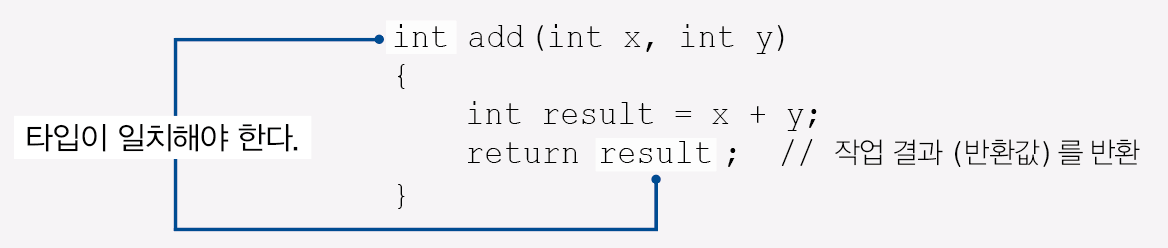 int add(int x, int y)
{
int result = x + y;
타입이 일치해야 한다.
return result; // 작업 결과 (반환값)를 반환
}